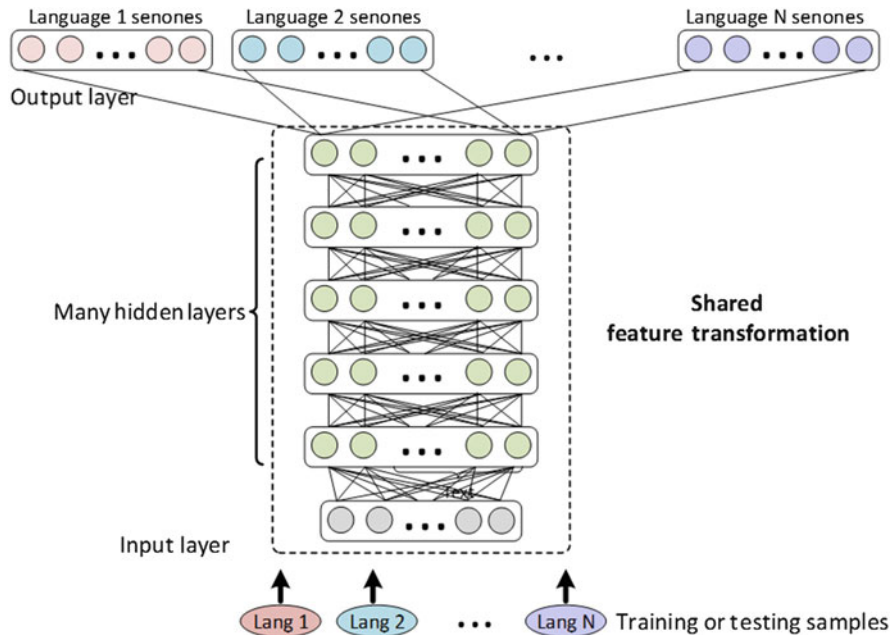 Language 1 senones
Language 2 senones
Language N senones
...
Output layer
Many hidden layers
Shared
feature transformation
Text
Input layer
Lang 1
Lang 2
...
Lang N
Training or testing samples